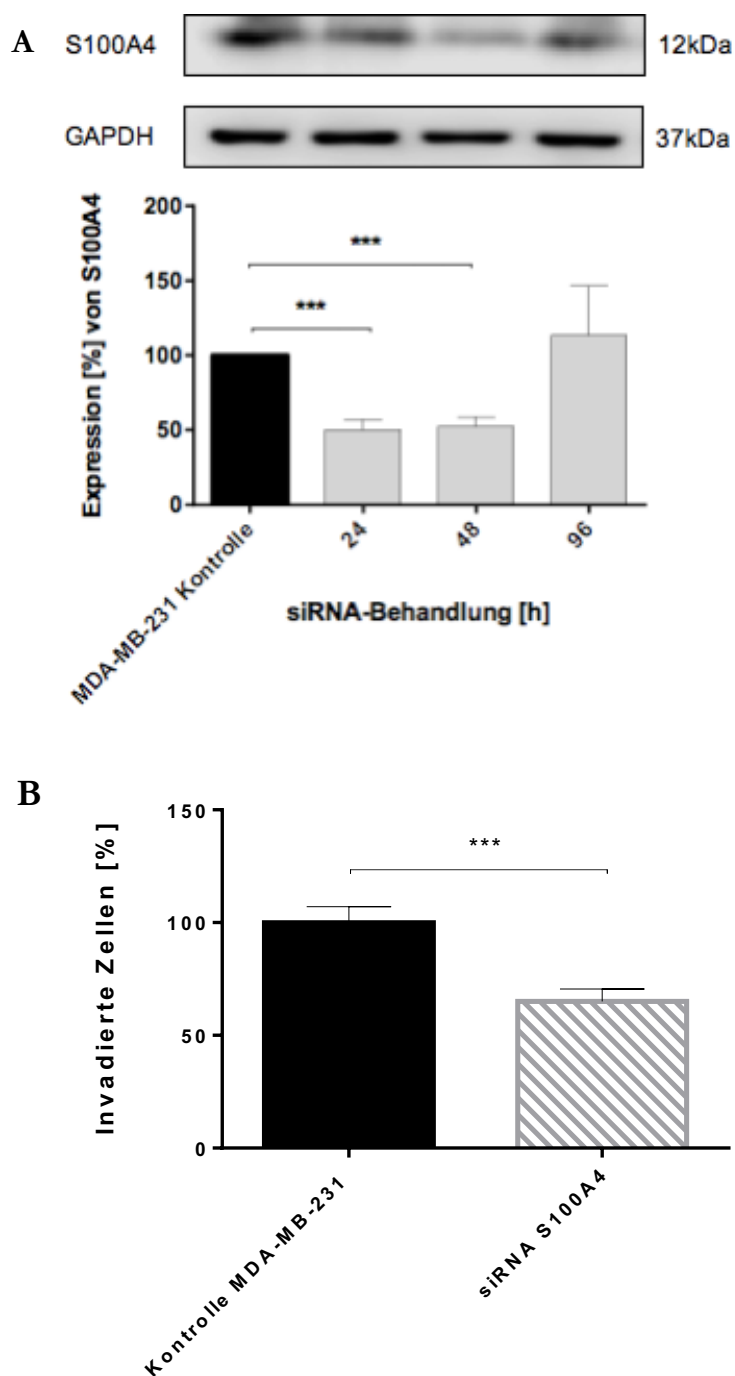 A
S100A4 12kDa
GAPDH 37kDa
Expression [%] von S100A4
200
150
100
50
0
***
***
MDA-MB-231 Kontrolle
24
48
96
siRNA-Behandlung [h]
B
Invadierte Zellen [%]
150
100
50
0
***
Kontrolle MDA-MB-231
siRNA S100A4